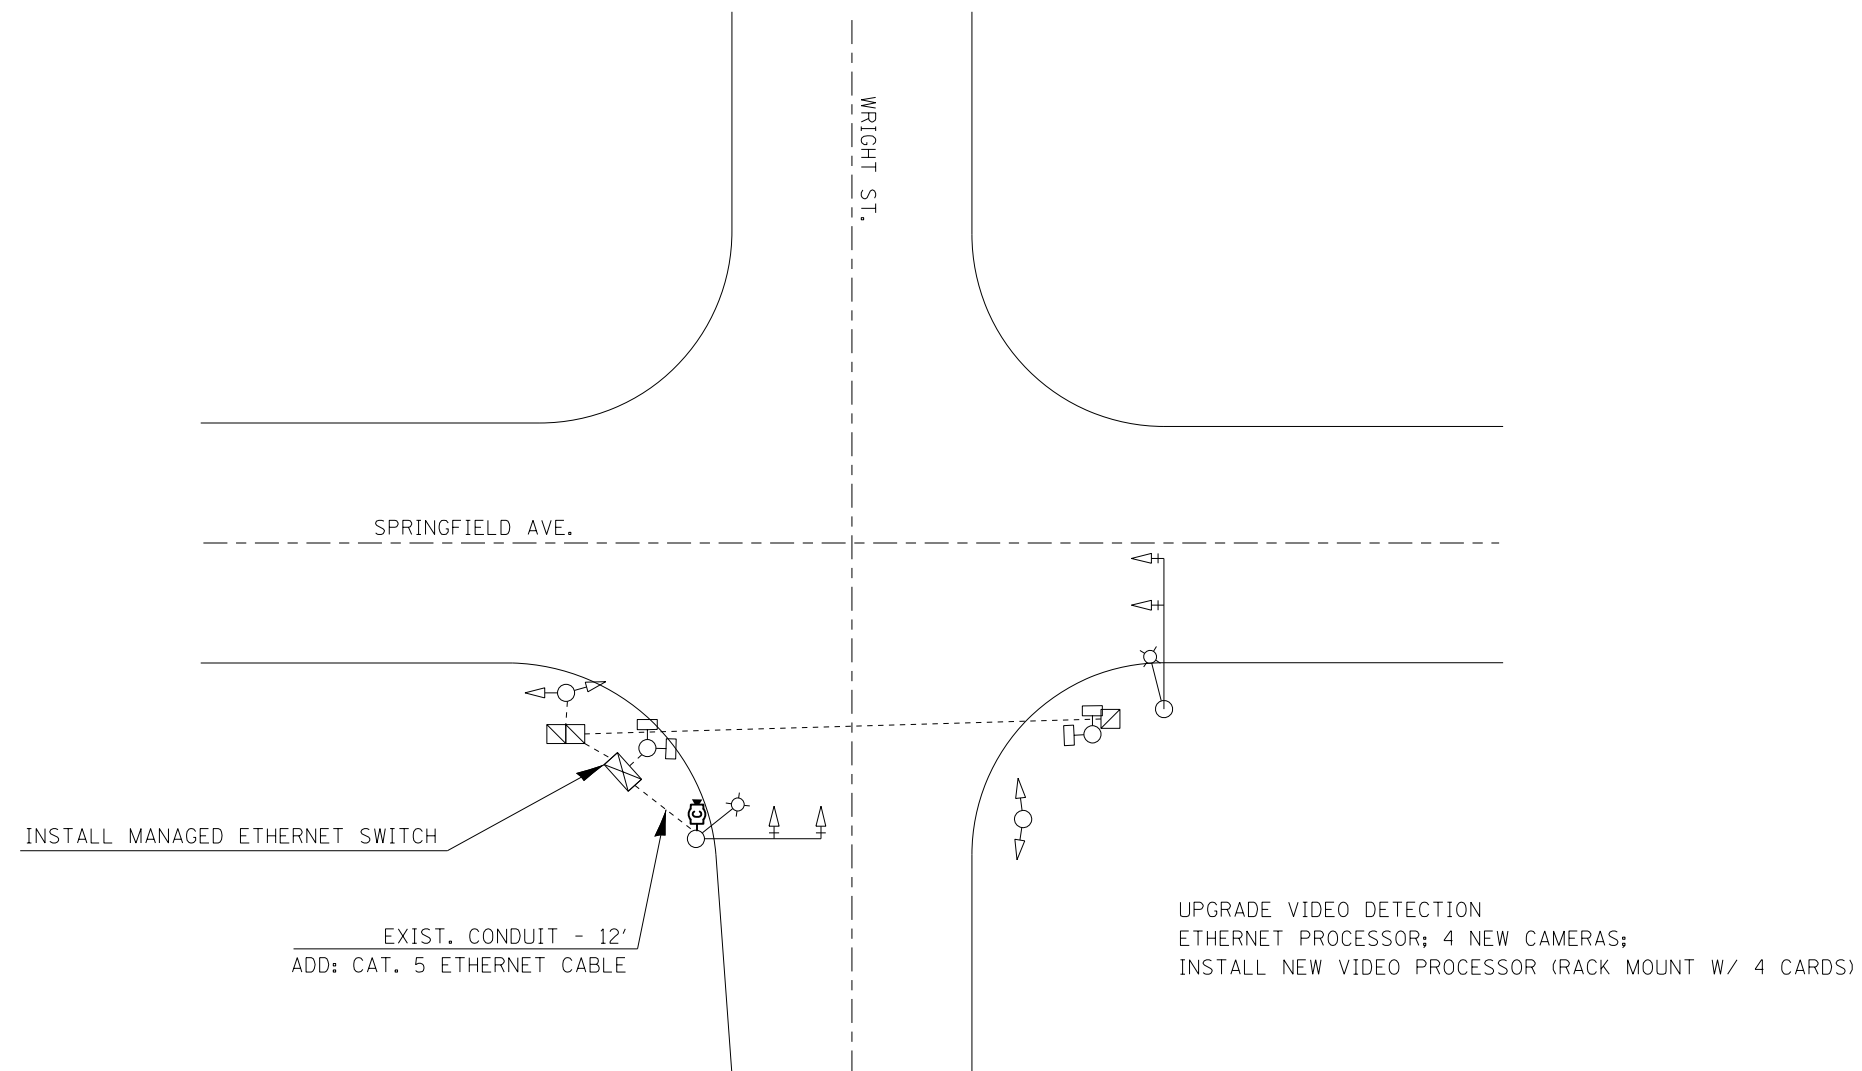 WRIGHT ST.
SPRINGFIELD AVE.
C
INSTALL MANAGED ETHERNET SWITCH
EXIST. CONDUIT - 12'
ADD: CAT. 5 ETHERNET CABLE
UPGRADE VIDEO DETECTION
ETHERNET PROCESSOR; 4 NEW CAMERAS;
INSTALL NEW VIDEO PROCESSOR (RACK MOUNT W/ 4 CARDS)